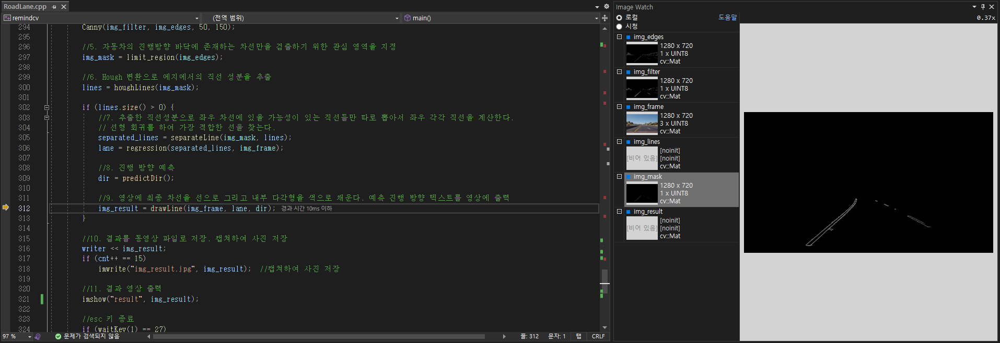 RoadLane.cpp
remindcv
(전역 범위)
main()
294 Canny(img_filter, img_edges, 50, 150);
295
296 //5. 자동차의 진행방향 바닥에 존재하는 차선만을 검출하기 위한 관심 영역을 지정
297 img_mask = limit_region(img_edges);
298
299 //6. Hough 변환으로 에지에서의 직선 성분을 추출
300 lines = houghLines(img_mask);
301
302 if (lines.size() > 0) {
303 //7. 추출한 직선성분으로 좌우 차선에 있을 가능성이 있는 직선들만 따로 뽑아서 좌우 각각 직선을 계산한다.
304 // 선형 회귀를 하여 가장 적합한 선을 찾는다.
305 separated_lines = separateLine(img_mask, lines);
306 lane = regression(separated_lines, img_frame);
307
308 //8. 진행 방향 예측
309 dir = predictDir();
310
311 //9. 영상에 최종 차선을 선으로 그리고 내부 다각형을 색으로 채운다. 예측 진행 방향 텍스트를 영상에 출력
312 img_result = drawLine(img_frame, lane, dir); 경과 시간 10ms 이하
313 }
314
315 //10. 결과를 동영상 파일로 저장. 캡쳐하여 사진 저장
316 writer << img_result;
317 if (cnt++ == 15)
318 imwrite("img_result.jpg", img_result); //캡쳐하여 사진 저장
319
320 //11. 결과 영상 출력
321 imshow("result", img_result);
322
323 //esc 키 종료
324 if (waitKey(1) == 27)
97 %
문제가 검색되지 않음
줄: 312
문자: 1
탭
CRLF
Image Watch
로컬
도움말
시청
0.37x
img_edges
1280 x 720
1 x UINT8
cv::Mat
img_filter
1280 x 720
1 x UINT8
cv::Mat
img_frame
1280 x 720
3 x UINT8
cv::Mat
img_lines
[비어 있음]
[noinit]
[noinit]
cv::Mat
img_mask
1280 x 720
1 x UINT8
cv::Mat
img_result
[비어 있음]
[noinit]
[noinit]
cv::Mat